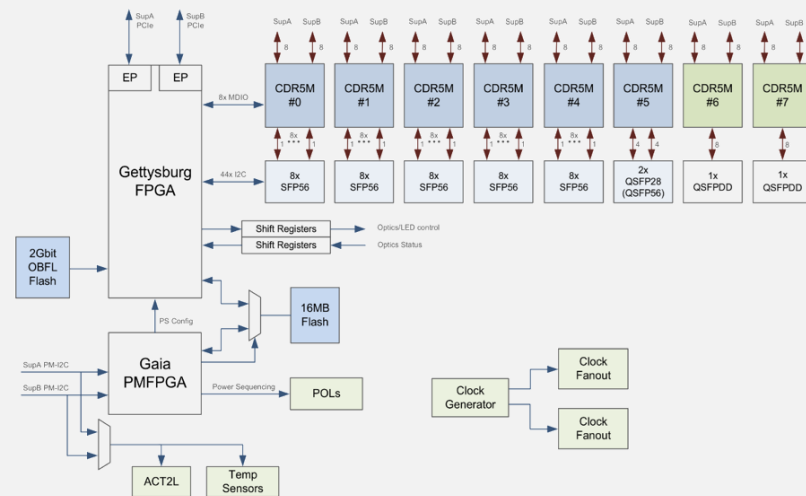 SupA
PCIe
SupB
PCIe
SupA SupB
SupA SupB
SupA SupB
SupA SupB
SupA SupB
SupA SupB
SupA SupB
SupA SupB
8 8
8 8
8 8
8 8
8 8
8 8
8 8
8 8
EP
EP
8x MDIO
CDR5M
#0
CDR5M
#1
CDR5M
#2
CDR5M
#3
CDR5M
#4
CDR5M
#5
CDR5M
#6
CDR5M
#7
8x
1 *** 1
8x
1 *** 1
8x
1 *** 1
8x
1 *** 1
8x
1 *** 1
4 4
8
8
Gettysburg
FPGA
44x I2C
8x
SFP56
8x
SFP56
8x
SFP56
8x
SFP56
8x
SFP56
2x
QSFP28
(QSFP56)
1x
QSFPDD
1x
QSFPDD
Shift Registers
Optics/LED control
Shift Registers
Optics Status
2Gbit
OBFL
Flash
16MB
Flash
PS Config
Gaia
PMFPGA
SupA PM-I2C
SupB PM-I2C
Power Sequencing
POLs
Clock
Generator
Clock
Fanout
Clock
Fanout
ACT2L
Temp
Sensors